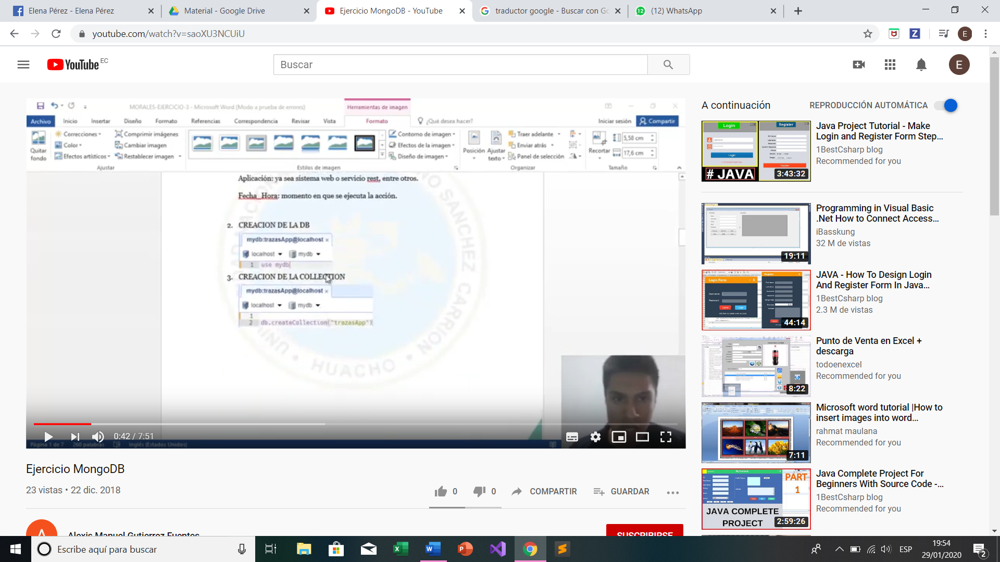 Elena Pérez - Elena Pérez
Material - Google Drive
Ejercicio MongoDB - YouTube
traductor google - Buscar con Go
(12) WhatsApp
youtube.com/watch?v=saoXU3NCUiU
YouTube EC
Buscar
E
MORALES-EJERCICIO-3 - Microsoft Word (Modo a prueba de errores)
Herramientas de imagen
Archivo Inicio Insertar Diseño Formato Referencias Correspondencia Revisar Vista Formato ¿Qué desea hacer? Iniciar sesión Compartir
Quitar fondo
Correcciones
Color
Efectos artísticos
Comprimir imágenes
Cambiar imagen
Restablecer imagen
Ajustar
Estilos de imagen
Contorno de imagen
Efectos de la imagen
Diseño de imagen
Posición
Ajustar texto
Traer adelante
Enviar atrás
Panel de selección
Organizar
Recortar
5,58 cm
17,6 cm
Tamaño
Aplicación: ya sea sistema web o servicio rest, entre otros.
Fecha_Hora: momento en que se ejecuta la acción.
2. CREACION DE LA DB
mydb:trazasApp@localhost ×
localhost mydb
1 use mydb
3. CREACION DE LA COLLECTION
mydb:trazasApp@localhost ×
localhost mydb
1
2 db.createCollection("trazasApp")
SANCHEZ CARRION
HUACHO
0:42 / 7:51
Página 1 de 7 260 palabras Inglés (Estados Unidos)
Ejercicio MongoDB
23 vistas • 22 dic. 2018
0 0 COMPARTIR GUARDAR
A
Alexis Manuel Gutierrez Fuentes
SUSCRIBIRSE
A continuación
REPRODUCCIÓN AUTOMÁTICA
Login
Register
# JAVA
3:43:32
Java Project Tutorial - Make
Login and Register Form Step...
1BestCsharp blog
Recommended for you
19:11
Programming in Visual Basic
.Net How to Connect Access...
iBasskung
32 M de vistas
Login Form
44:14
JAVA - How To Design Login
And Register Form In Java...
1BestCsharp blog
2.3 M de vistas
8:22
Punto de Venta en Excel +
descarga
todoenexcel
Recommended for you
7:11
Microsoft word tutorial |How to
insert images into word...
rahmat maulana
Recommended for you
PART
1
JAVA COMPLETE
PROJECT
2:59:26
Java Complete Project For
Beginners With Source Code -...
1BestCsharp blog
Recommended for you
Escribe aquí para buscar
ESP
19:54
29/01/2020
2